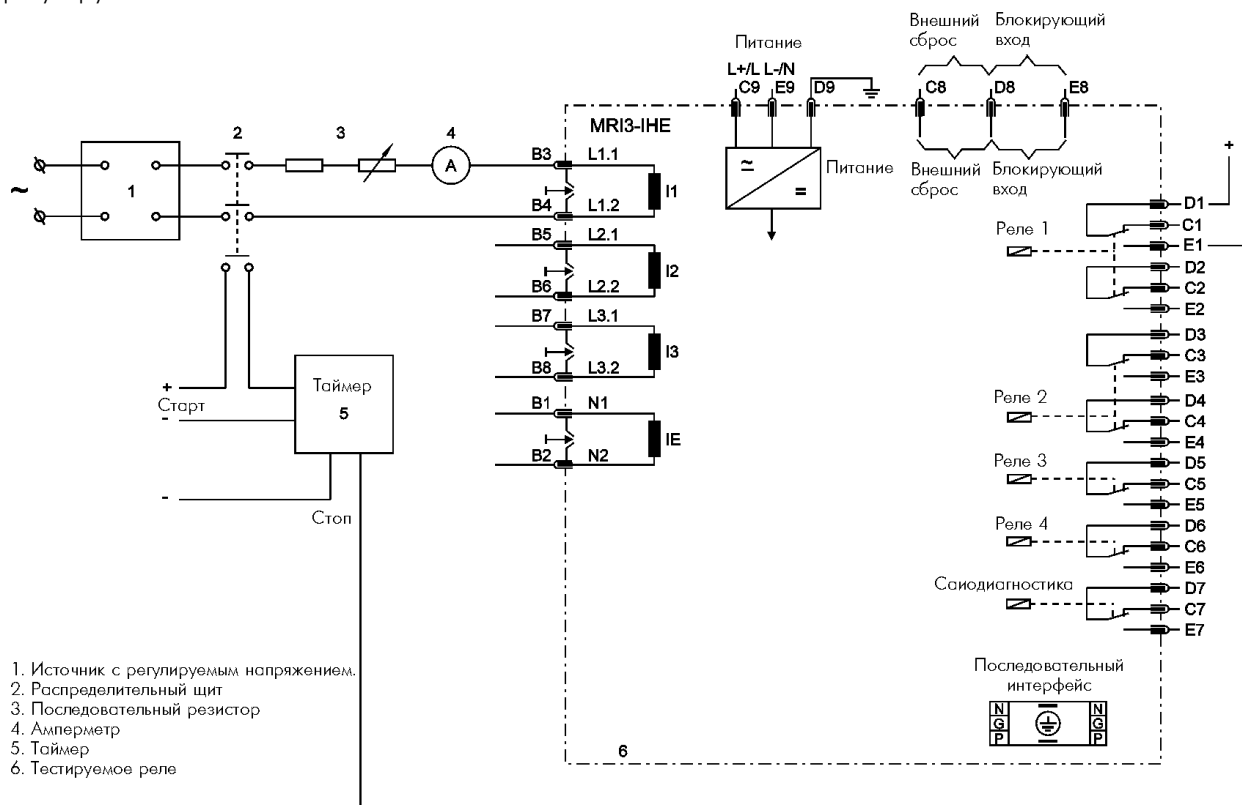 Внешний сброс
Блокирующий вход
Питание
L+/L L-/N
C9 E9 D9
C8 D8 E8
MRI3-IHE
Питание
Внешний сброс
Блокирующий вход
2
3
4
~
1
A
B3 L1.1
I1
B4 L1.2
B5 L2.1
I2
B6 L2.2
B7 L3.1
I3
B8 L3.2
B1 N1
IE
B2 N2
Таймер
5
+
Старт
-
-
Стоп
+
Реле 1
D1
C1
E1
D2
C2
E2
D3
C3
E3
Реле 2
D4
C4
E4
Реле 3
D5
C5
E5
Реле 4
D6
C6
E6
Саиодиагностика
D7
C7
E7
Последовательный
интерфейс
N N
G G
P P
6
1. Источник с регулируемым напряжением.
2. Распределительный щит
3. Последовательный резистор
4. Амперметр
5. Таймер
6. Тестируемое реле